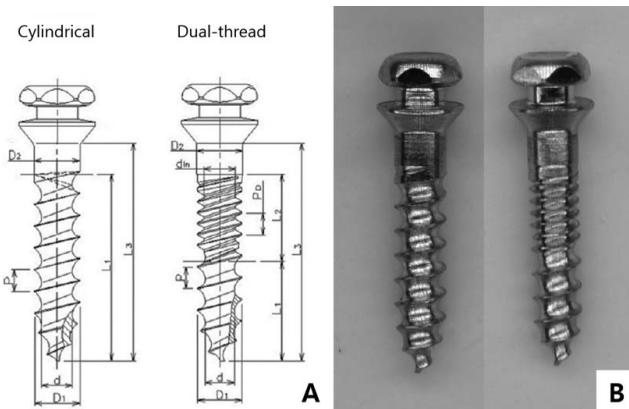 Cylindrical
Dual-thread
D2
D2
din
PD
L2
L3
L3
L1
P
P
L1
d
d
D1
D1
A
B